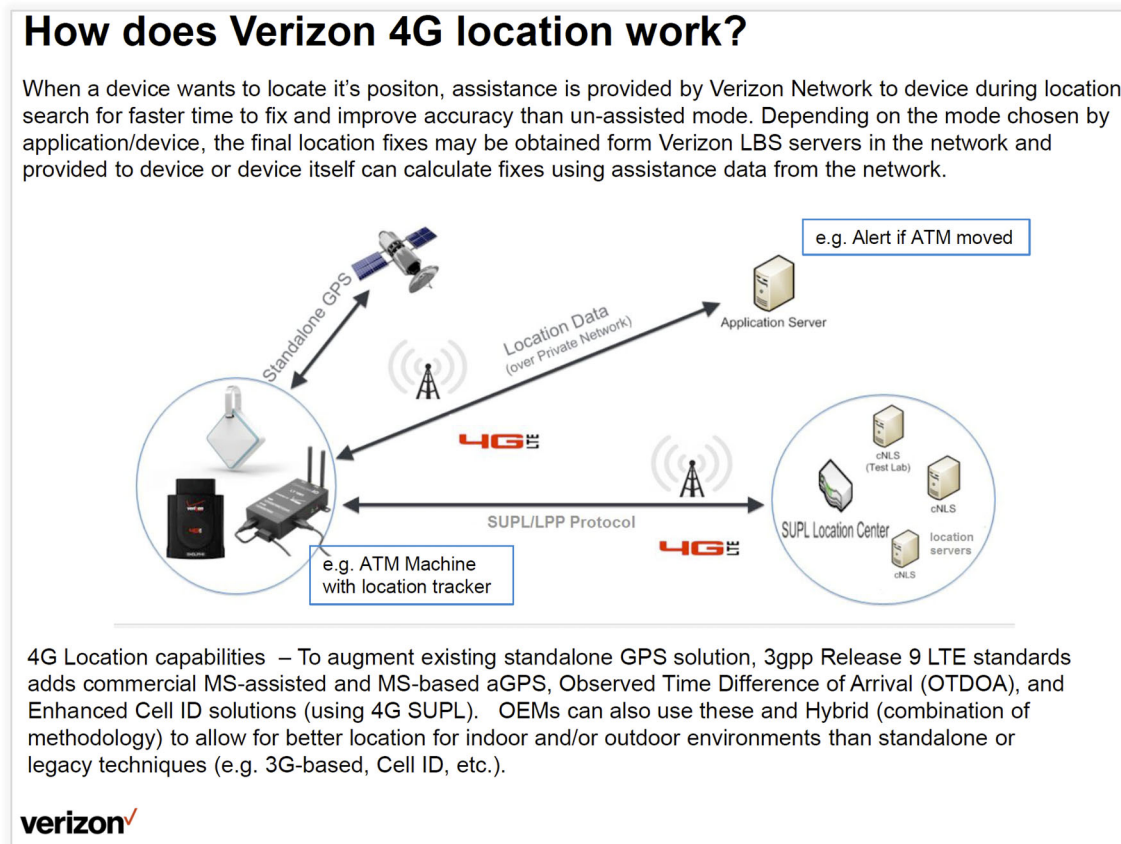 How does Verizon 4G location work?
When a device wants to locate it's positon, assistance is provided by Verizon Network to device during location
search for faster time to fix and improve accuracy than un-assisted mode. Depending on the mode chosen by
application/device, the final location fixes may be obtained form Verizon LBS servers in the network and
provided to device or device itself can calculate fixes using assistance data from the network.
e.g. Alert if ATM moved
Standalone GPS
Location Data
(over Private Network)
Application Server
4G LTE
cNLS
(Test Lab)
cNLS
SUPL/LPP Protocol
SUPL Location Center
location
servers
cNLS
4G LTE
verizon
4G LTE
DELPHI
e.g. ATM Machine
with location tracker
4G Location capabilities – To augment existing standalone GPS solution, 3gpp Release 9 LTE standards
adds commercial MS-assisted and MS-based aGPS, Observed Time Difference of Arrival (OTDOA), and
Enhanced Cell ID solutions (using 4G SUPL). OEMs can also use these and Hybrid (combination of
methodology) to allow for better location for indoor and/or outdoor environments than standalone or
legacy techniques (e.g. 3G-based, Cell ID, etc.).
verizon✓